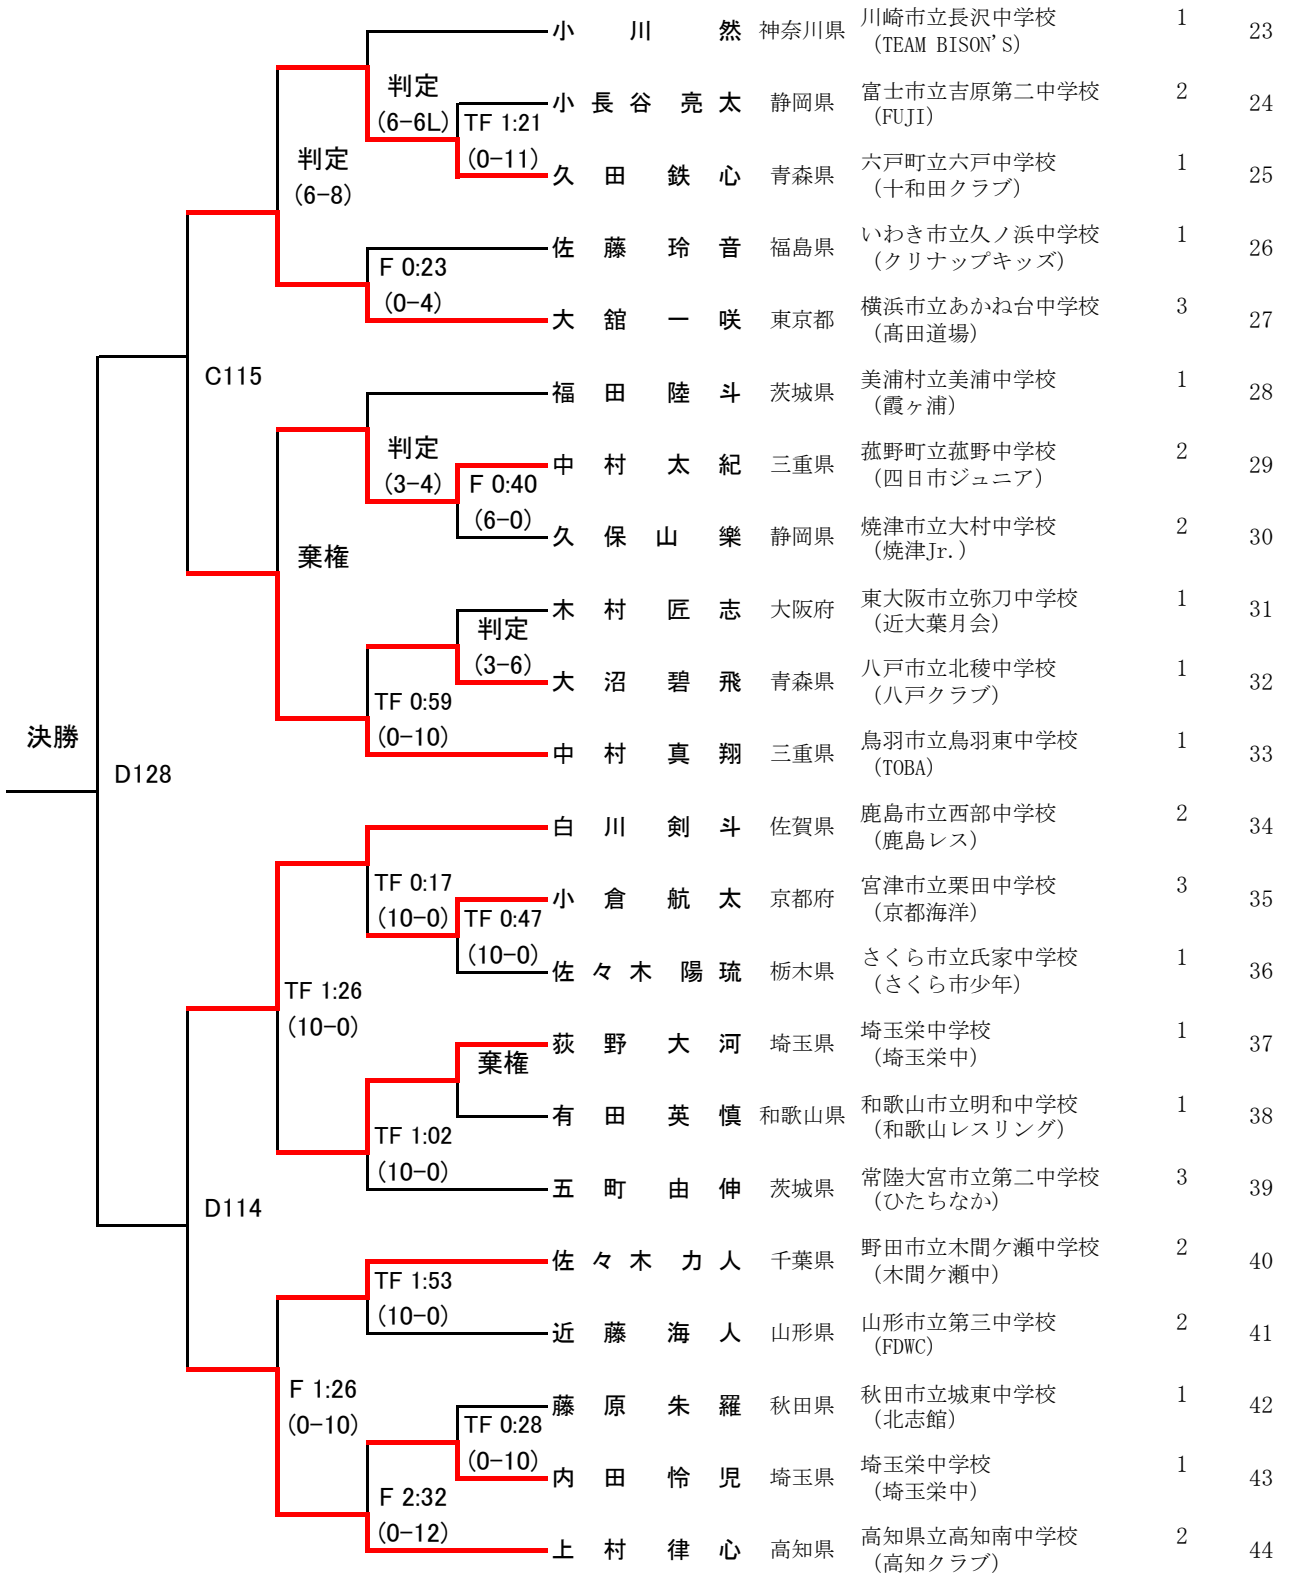 小川 然 神奈川県 川崎市立長沢中学校 1 23
(TEAM BISON'S)
判定
(6-6L)
小長谷 亮太 静岡県 富士市立吉原第二中学校 2 24
(FUJI)
TF 1:21
(0-11)
判定
(6-8)
久田 鉄心 青森県 六戸町立六戸中学校 1 25
(十和田クラブ)
佐藤 玲音 福島県 いわき市立久ノ浜中学校 1 26
(クリナップキッズ)
F 0:23
(0-4)
大舘 一咲 東京都 横浜市立あかね台中学校 3 27
(髙田道場)
C115
福田 陸斗 茨城県 美浦村立美浦中学校 1 28
(霞ヶ浦)
判定
(3-4)
中村 太紀 三重県 菰野町立菰野中学校 2 29
(四日市ジュニア)
F 0:40
(6-0)
久保山 樂 静岡県 焼津市立大村中学校 2 30
(焼津Jr.)
棄権
木村 匠志 大阪府 東大阪市立弥刀中学校 1 31
(近大葉月会)
判定
(3-6)
大沼 碧飛 青森県 八戸市立北稜中学校 1 32
(八戸クラブ)
TF 0:59
(0-10)
中村 真翔 三重県 鳥羽市立鳥羽東中学校 1 33
(TOBA)
決勝
D128
白川 剣斗 佐賀県 鹿島市立西部中学校 2 34
(鹿島レス)
TF 0:17
(10-0)
小倉 航太 京都府 宮津市立栗田中学校 3 35
(京都海洋)
TF 0:47
(10-0)
佐々木 陽琉 栃木県 さくら市立氏家中学校 1 36
(さくら市少年)
TF 1:26
(10-0)
荻野 大河 埼玉県 埼玉栄中学校 1 37
(埼玉栄中)
棄権
有田 英慎 和歌山県 和歌山市立明和中学校 1 38
(和歌山レスリング)
TF 1:02
(10-0)
五町 由伸 茨城県 常陸大宮市立第二中学校 3 39
(ひたちなか)
D114
佐々木 力人 千葉県 野田市立木間ケ瀬中学校 2 40
(木間ケ瀬中)
TF 1:53
(10-0)
近藤 海人 山形県 山形市立第三中学校 2 41
(FDWC)
F 1:26
(0-10)
藤原 朱羅 秋田県 秋田市立城東中学校 1 42
(北志館)
TF 0:28
(0-10)
内田 怜児 埼玉県 埼玉栄中学校 1 43
(埼玉栄中)
F 2:32
(0-12)
上村 律心 高知県 高知県立高知南中学校 2 44
(高知クラブ)